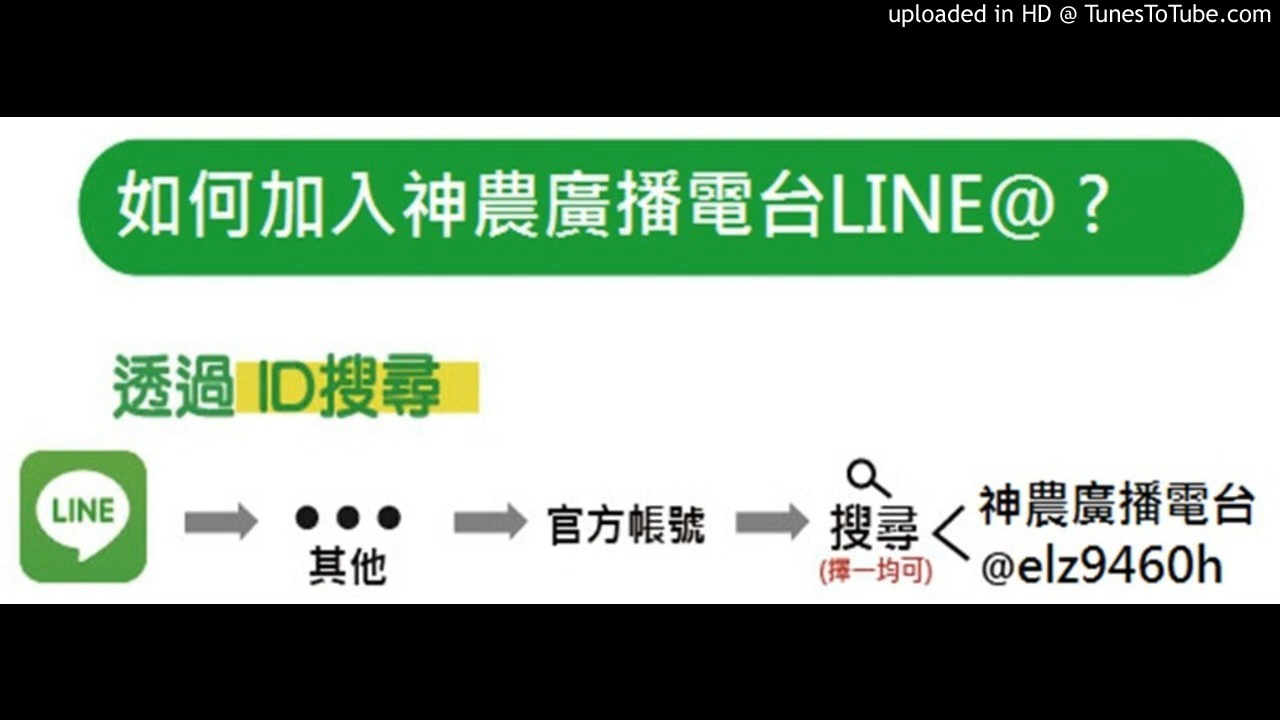 uploaded in HD @ TunesToTube.com
如何加入神農廣播電台LINE@？
透過 ID搜尋
LINE
其他
官方帳號
搜尋
(擇一均可)
神農廣播電台
@elz9460h